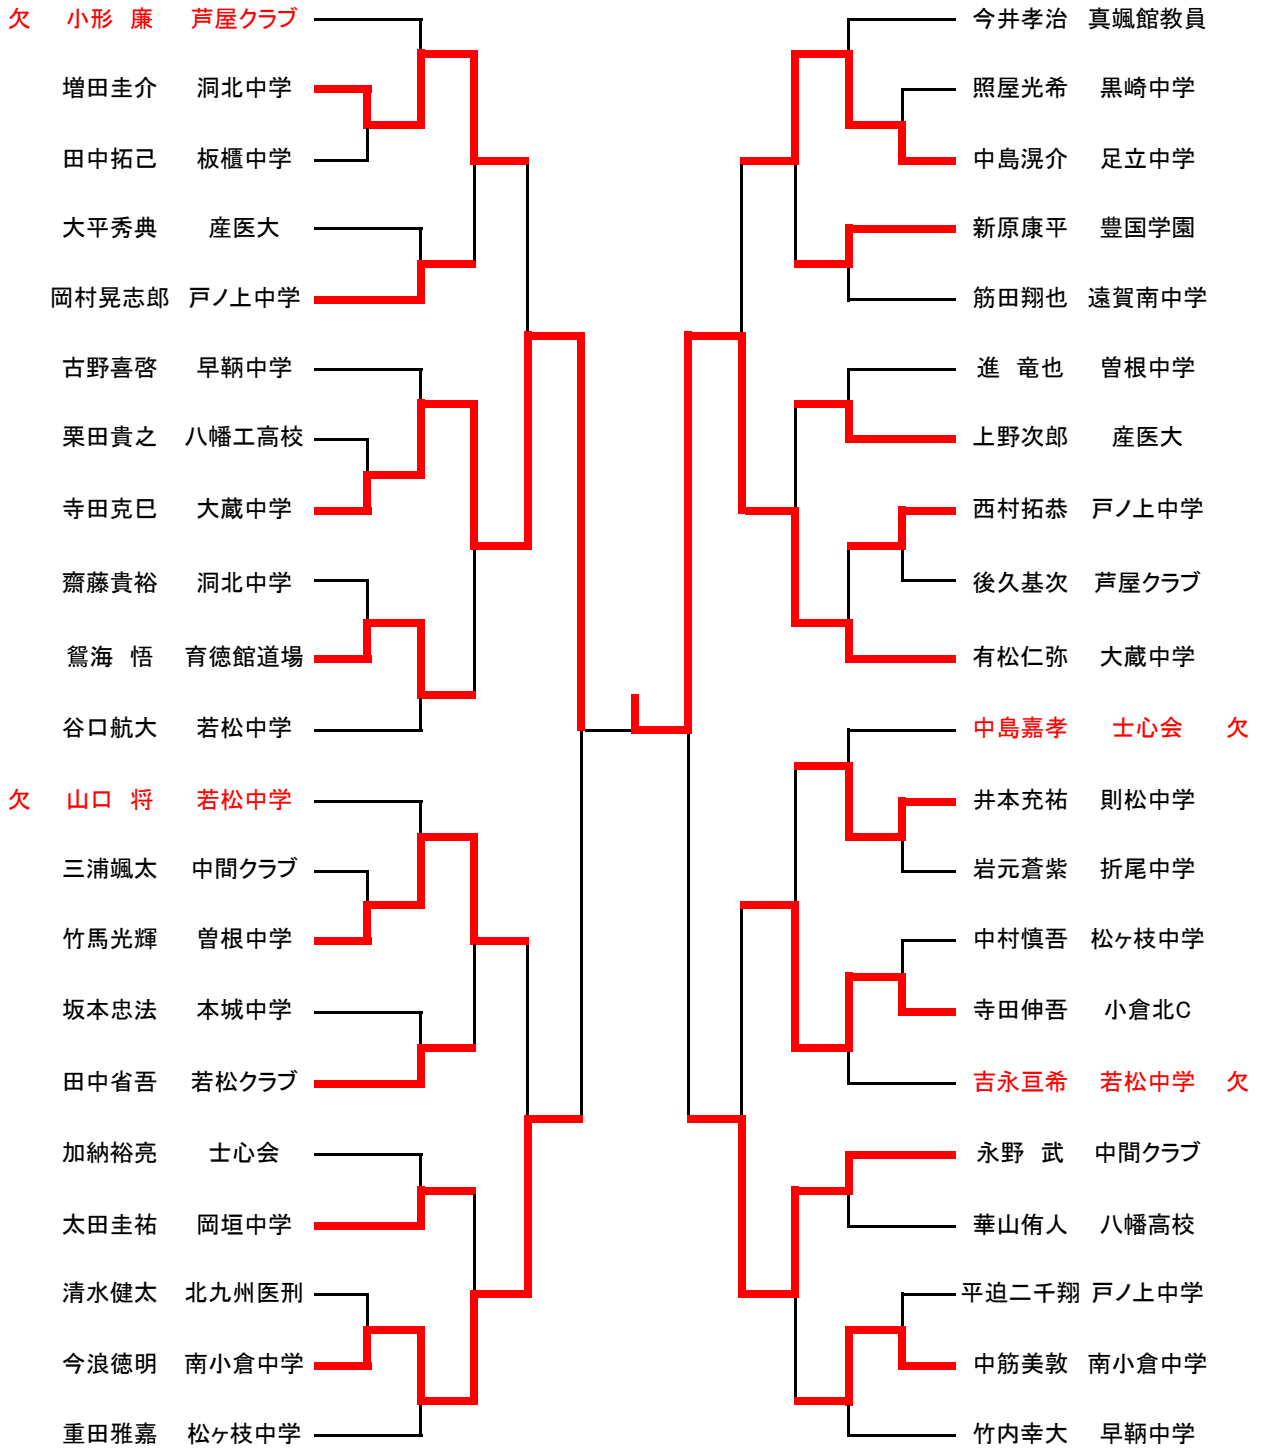 欠 小形 廉 芦屋クラブ
増田圭介 洞北中学
田中拓己 板櫃中学
大平秀典 産医大
岡村晃志郎 戸ノ上中学
古野喜啓 早鞆中学
栗田貴之 八幡工高校
寺田克巳 大蔵中学
齋藤貴裕 洞北中学
鴛海 悟 育徳館道場
谷口航大 若松中学
欠 山口 将 若松中学
三浦颯太 中間クラブ
竹馬光輝 曽根中学
坂本忠法 本城中学
田中省吾 若松クラブ
加納裕亮 士心会
太田圭祐 岡垣中学
清水健太 北九州医刑
今浪徳明 南小倉中学
重田雅嘉 松ヶ枝中学
今井孝治 真颯館教員
照屋光希 黒崎中学
中島滉介 足立中学
新原康平 豊国学園
筋田翔也 遠賀南中学
進 竜也 曽根中学
上野次郎 産医大
西村拓恭 戸ノ上中学
後久基次 芦屋クラブ
有松仁弥 大蔵中学
中島嘉孝 士心会 欠
井本充祐 則松中学
岩元蒼紫 折尾中学
中村慎吾 松ヶ枝中学
寺田伸吾 小倉北C
吉永亘希 若松中学 欠
永野 武 中間クラブ
華山侑人 八幡高校
平迫二千翔 戸ノ上中学
中筋美敦 南小倉中学
竹内幸大 早鞆中学